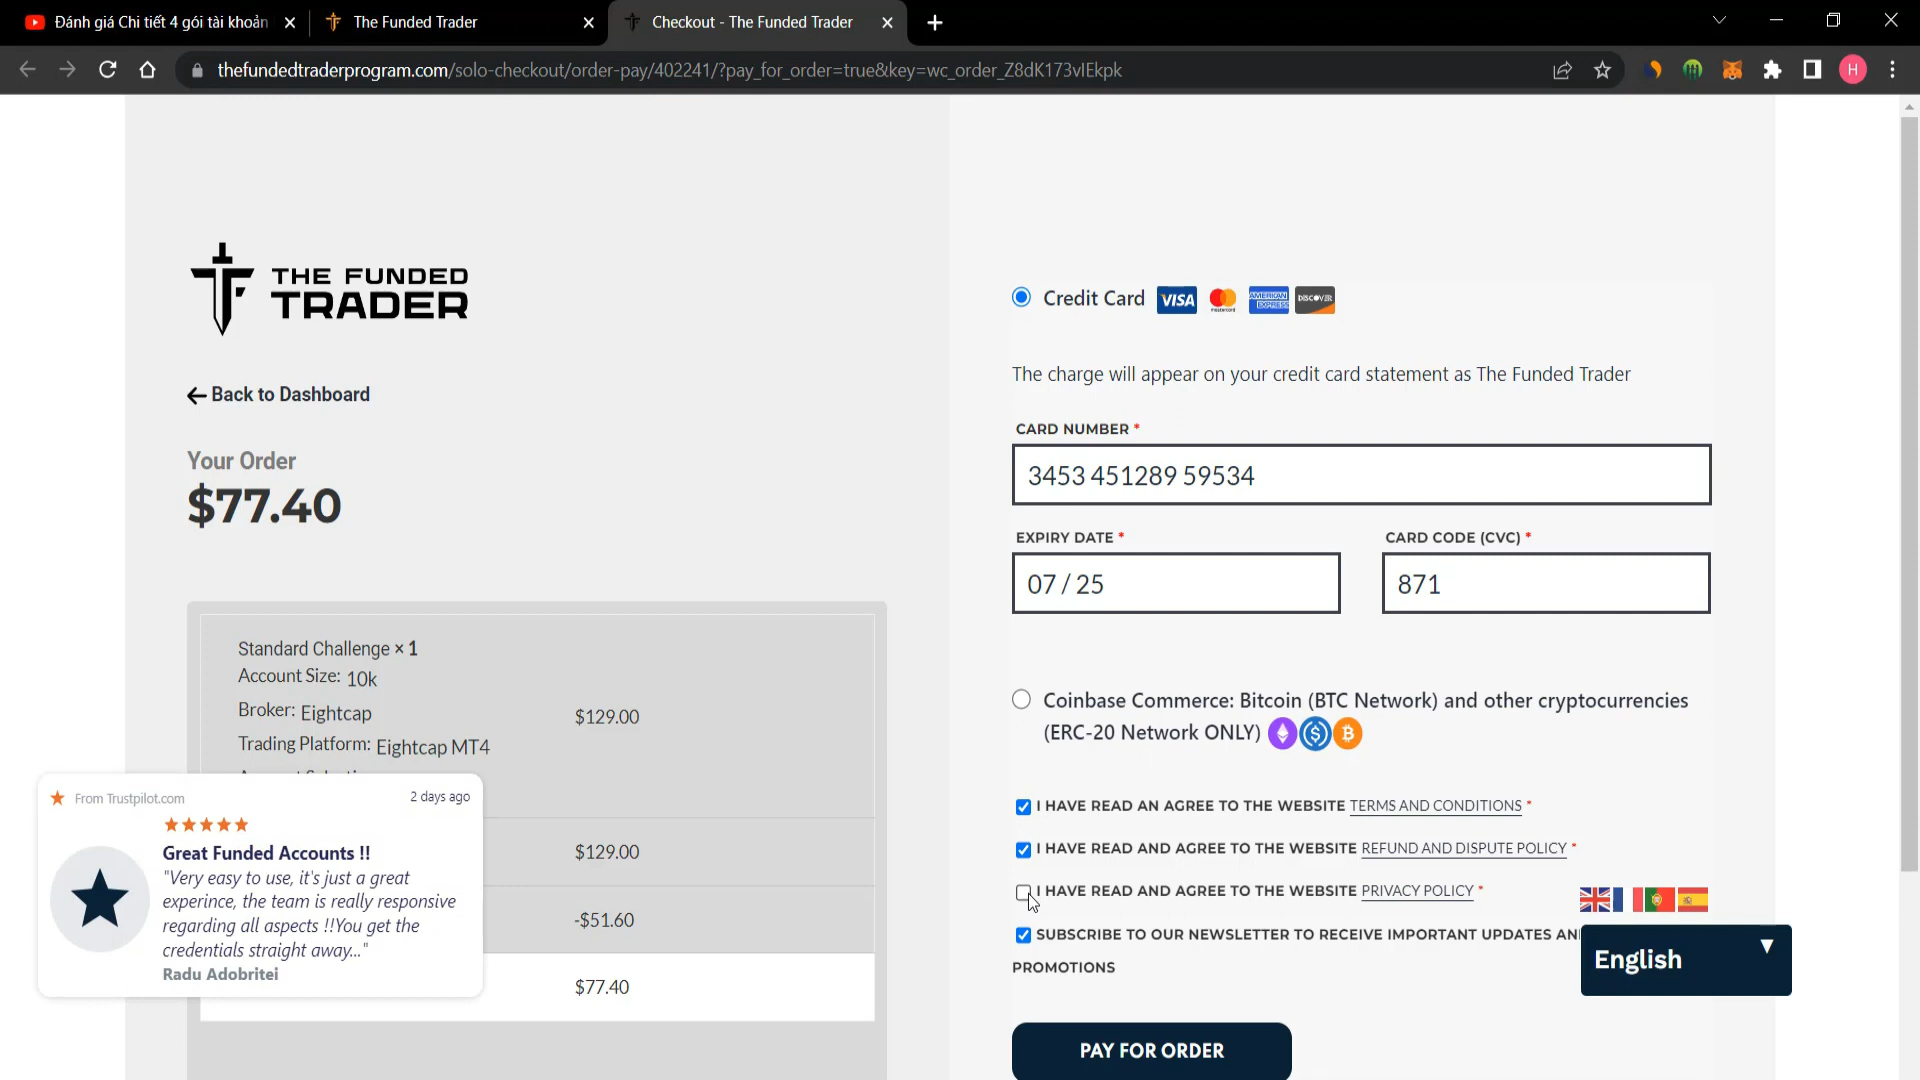 Đánh giá Chi tiết 4 gói tài khoản
The Funded Trader
Checkout - The Funded Trader
thefundedtraderprogram.com/solo-checkout/order-pay/402241/?pay_for_order=true&key=wc_order_Z8dK173vIEkpk
H
THE FUNDED
TRADER
Back to Dashboard
Your Order
$77.40
Standard Challenge × 1
Account Size: 10k
Broker: Eightcap
Trading Platform: Eightcap MT4
$129.00
$129.00
-$51.60
$77.40
From Trustpilot.com
2 days ago
Great Funded Accounts !!
"Very easy to use, it's just a great
experince, the team is really responsive
regarding all aspects !!You get the
credentials straight away..."
Radu Adobritei
Credit Card VISA mastercard AMERICAN EXPRESS DISCOVER
The charge will appear on your credit card statement as The Funded Trader
CARD NUMBER *
3453 451289 59534
EXPIRY DATE *
CARD CODE (CVC) *
07 / 25
871
Coinbase Commerce: Bitcoin (BTC Network) and other cryptocurrencies
(ERC-20 Network ONLY)
I HAVE READ AN AGREE TO THE WEBSITE TERMS AND CONDITIONS *
I HAVE READ AND AGREE TO THE WEBSITE REFUND AND DISPUTE POLICY *
I HAVE READ AND AGREE TO THE WEBSITE PRIVACY POLICY *
SUBSCRIBE TO OUR NEWSLETTER TO RECEIVE IMPORTANT UPDATES AN
PROMOTIONS
English
PAY FOR ORDER